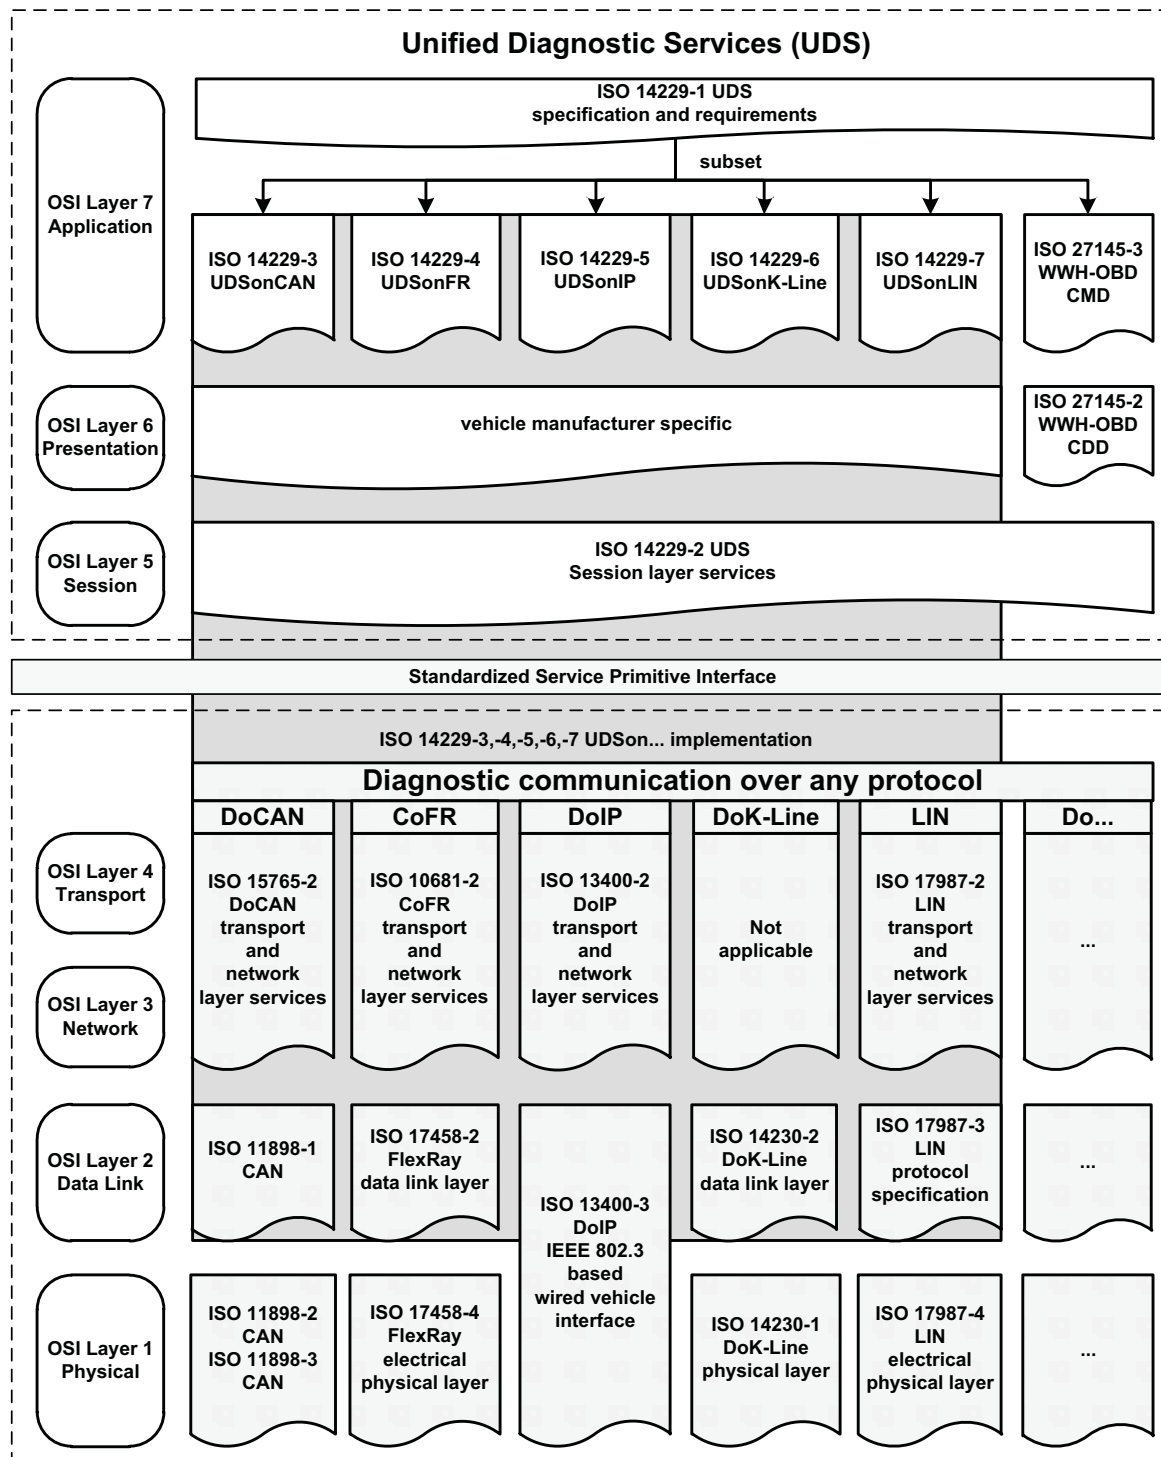 Unified Diagnostic Services (UDS)
ISO 14229-1 UDS
specification and requirements
subset
OSI Layer 7
Application
ISO 14229-3
UDSonCAN
ISO 14229-4
UDSonFR
ISO 14229-5
UDSonIP
ISO 14229-6
UDSonK-Line
ISO 14229-7
UDSonLIN
ISO 27145-3
WWH-OBD
CMD
OSI Layer 6
Presentation
vehicle manufacturer specific
ISO 27145-2
WWH-OBD
CDD
OSI Layer 5
Session
ISO 14229-2 UDS
Session layer services
Standardized Service Primitive Interface
ISO 14229-3,-4,-5,-6,-7 UDSon... implementation
Diagnostic communication over any protocol
DoCAN
CoFR
DoIP
DoK-Line
LIN
Do...
OSI Layer 4
Transport
OSI Layer 3
Network
ISO 15765-2
DoCAN
transport
and
network
layer services
ISO 10681-2
CoFR
transport
and
network
layer services
ISO 13400-2
DoIP
transport
and
network
layer services
Not
applicable
ISO 17987-2
LIN
transport
and
network
layer services
...
OSI Layer 2
Data Link
ISO 11898-1
CAN
ISO 17458-2
FlexRay
data link layer
ISO 13400-3
DoIP
IEEE 802.3
based
wired vehicle
interface
ISO 14230-2
DoK-Line
data link layer
ISO 17987-3
LIN
protocol
specification
...
OSI Layer 1
Physical
ISO 11898-2
CAN
ISO 11898-3
CAN
ISO 17458-4
FlexRay
electrical
physical layer
ISO 14230-1
DoK-Line
physical layer
ISO 17987-4
LIN
electrical
physical layer
...